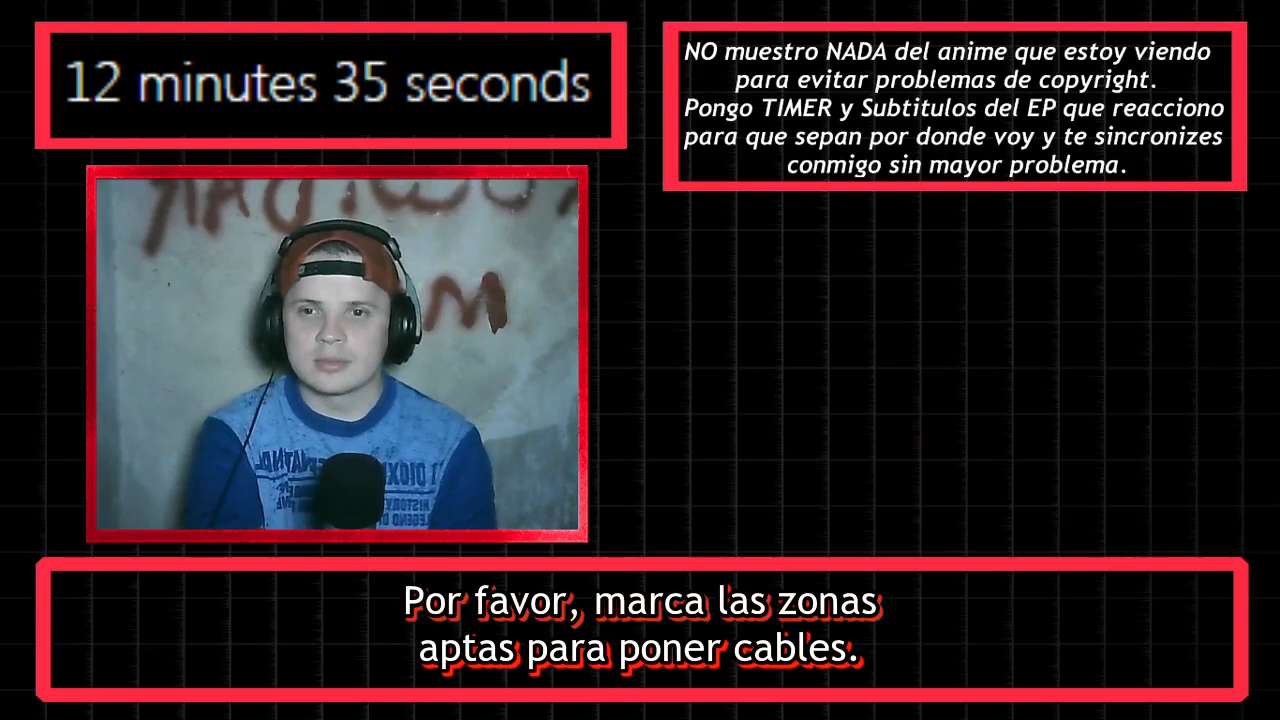 12 minutes 35 seconds
NO muestro NADA del anime que estoy viendo
para evitar problemas de copyright.
Pongo TIMER y Subtitulos del EP que reacciono
para que sepan por donde voy y te sincronizes
conmigo sin mayor problema.
Por favor, marca las zonas
aptas para poner cables.